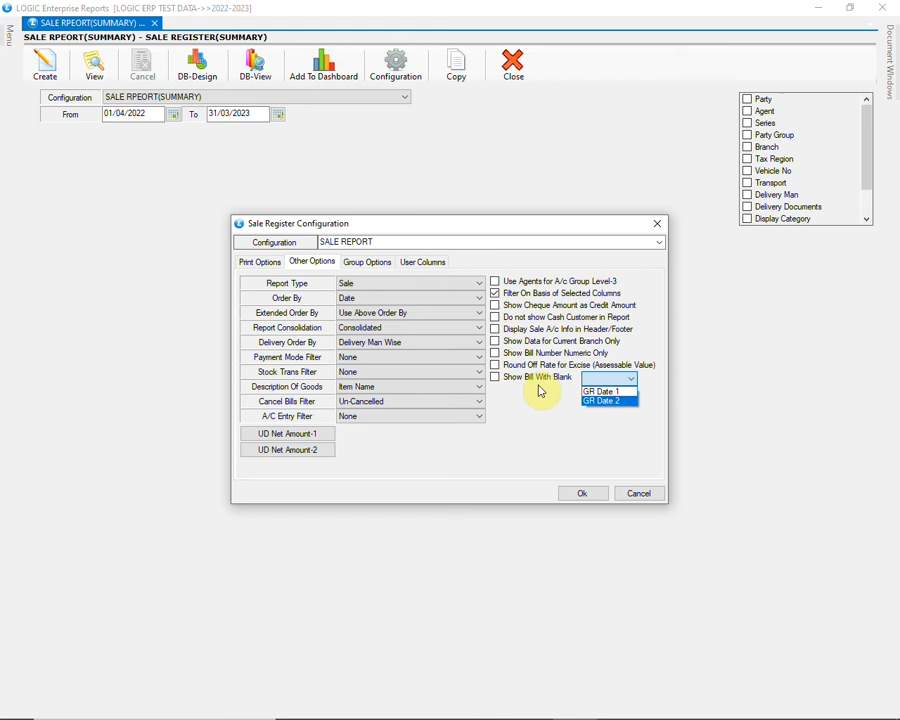 LOGIC Enterprise Reports [LOGIC ERP TEST DATA->>2022-2023]
Menu
SALE RPEORT(SUMMARY) ...
Document Windows
SALE RPEORT(SUMMARY) - SALE REGISTER(SUMMARY)
Create View Cancel DB-Design DB-View Add To Dashboard Configuration Copy Close
Configuration SALE RPEORT(SUMMARY)
From 01/04/2022 To 31/03/2023
Party
Agent
Series
Party Group
Branch
Tax Region
Vehicle No
Transport
Delivery Man
Delivery Documents
Display Category
Sale Register Configuration
Configuration SALE REPORT
Print Options Other Options Group Options User Columns
Report Type Sale
Order By Date
Extended Order By Use Above Order By
Report Consolidation Consolidated
Delivery Order By Delivery Man Wise
Payment Mode Filter None
Stock Trans Filter None
Description Of Goods Item Name
Cancel Bills Filter Un-Cancelled
A/C Entry Filter None
UD Net Amount-1
UD Net Amount-2
Use Agents for A/c Group Level-3
Filter On Basis of Selected Columns
Show Cheque Amount as Credit Amount
Do not show Cash Customer in Report
Display Sale A/c Info in Header/Footer
Show Data for Current Branch Only
Show Bill Number Numeric Only
Round Off Rate for Excise (Assessable Value)
Show Bill With Blank
GR Date 1
GR Date 2
Ok Cancel